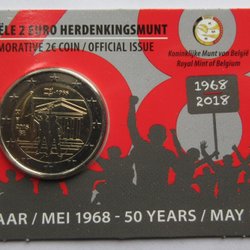 ËLE 2 EURO HERDENKINGSMUNT
MORATIVE 2€ COIN / OFFICIAL ISSUE
Koninklijke Munt van België
Royal Mint of Belgium
1968
2018
AAR / MEI 1968 - 50 YEARS / MAY